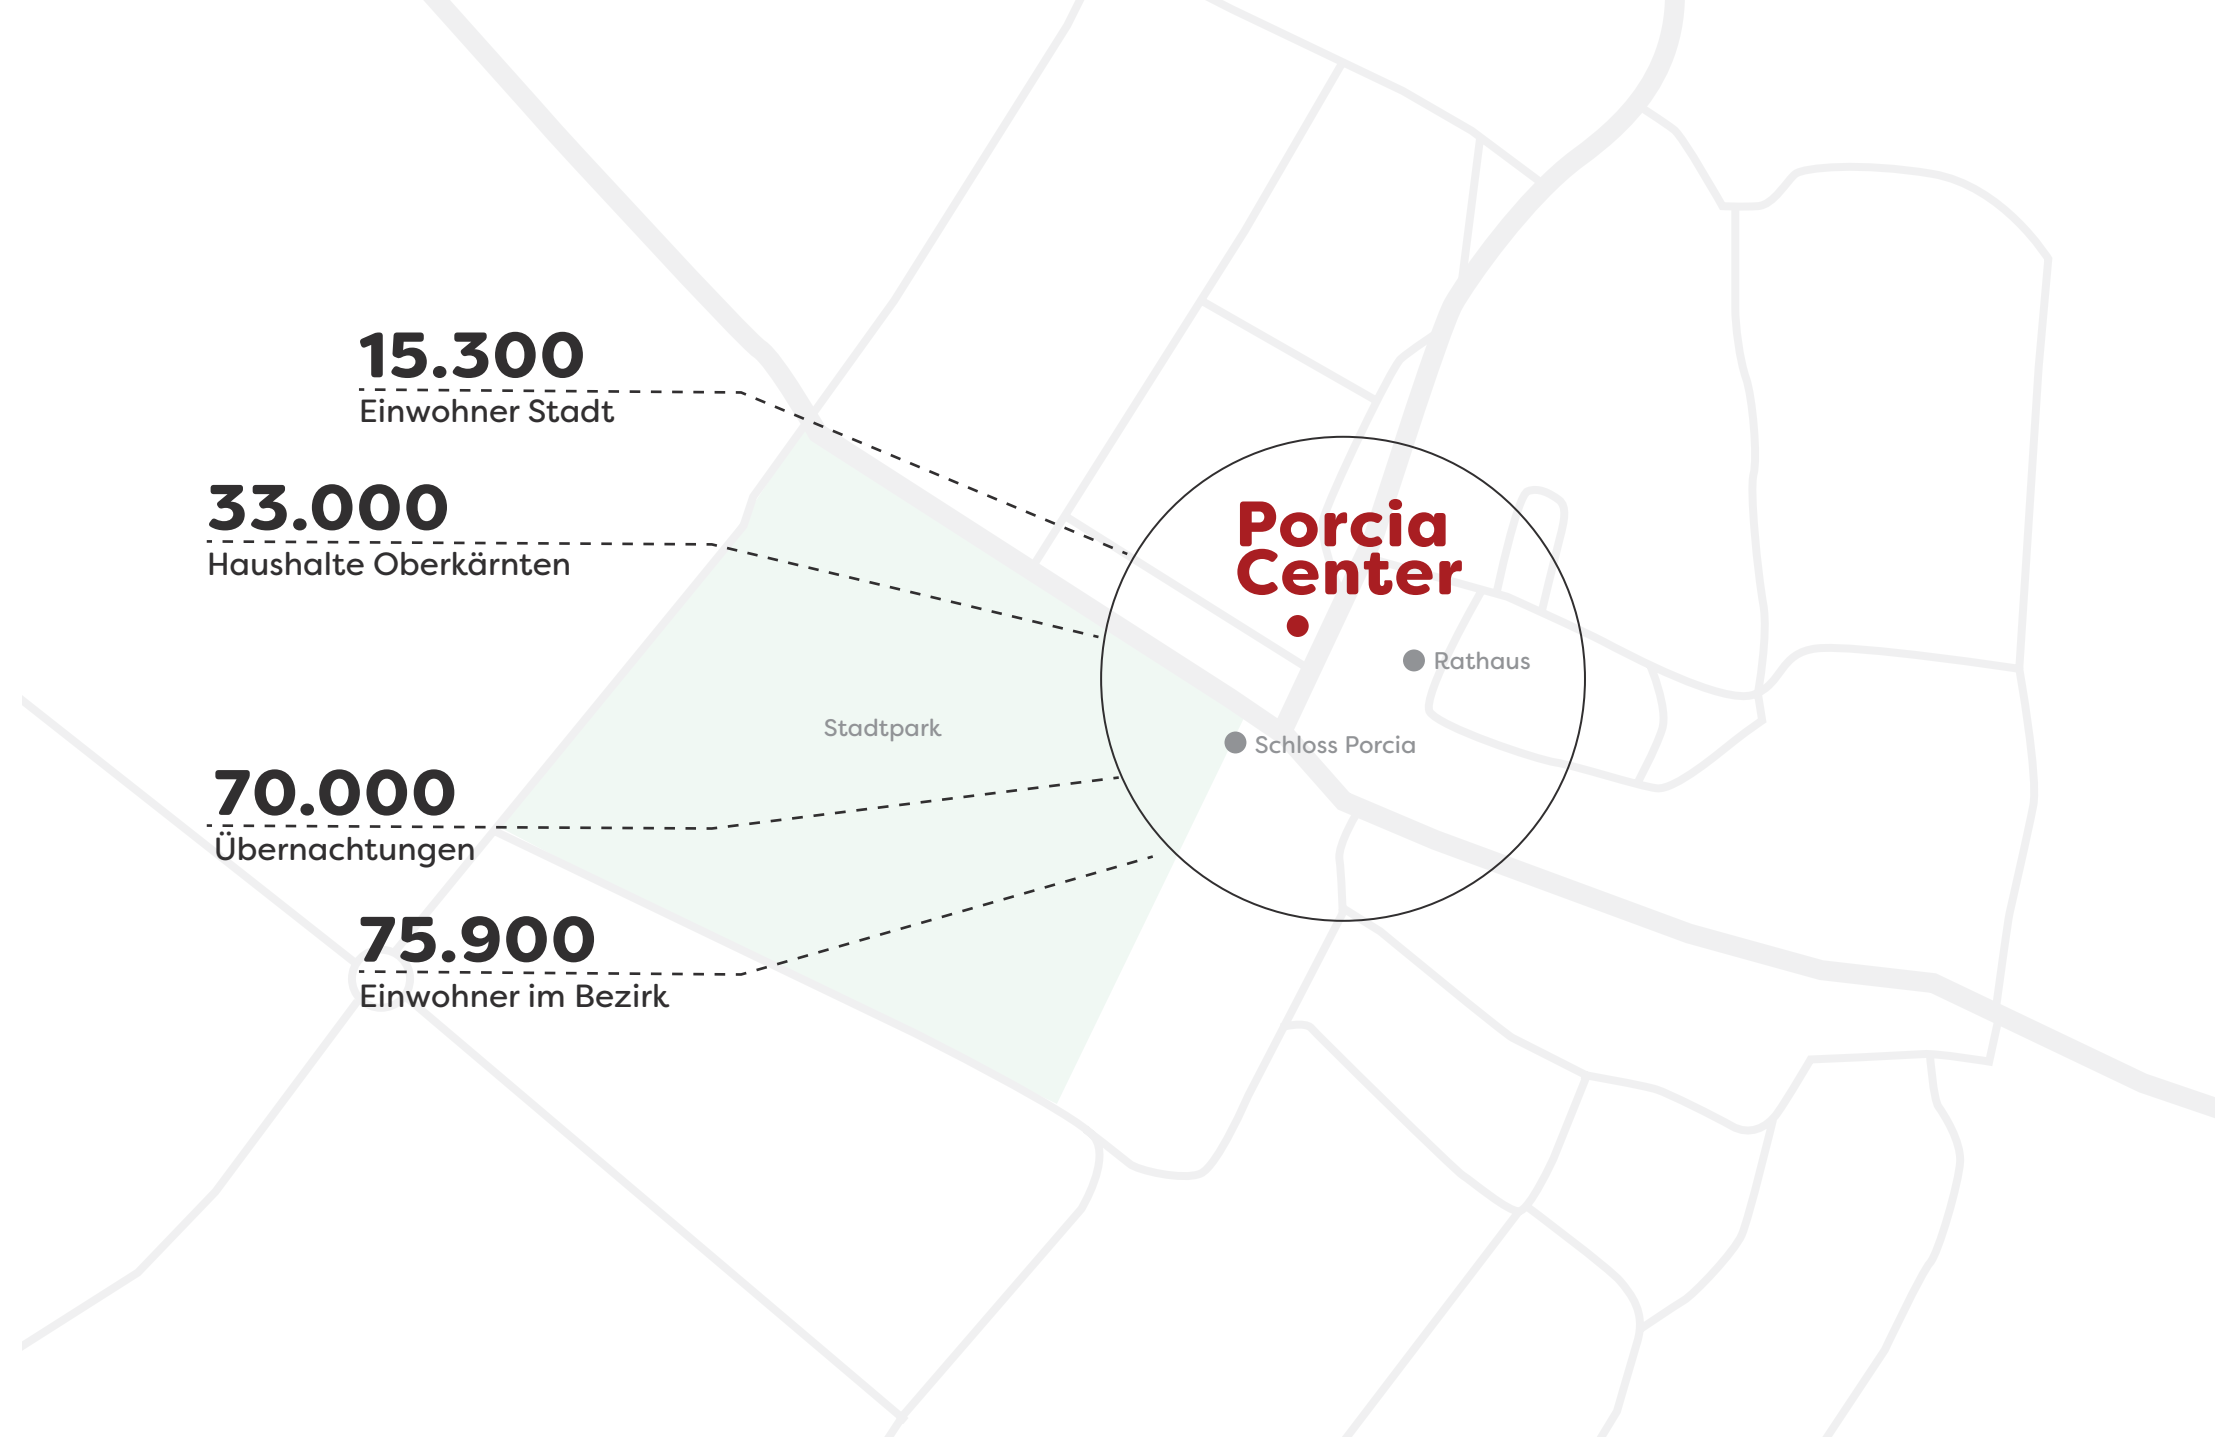 15.300
Einwohner Stadt
33.000
Haushalte Oberkärnten
70.000
Übernachtungen
75.900
Einwohner im Bezirk
Stadtpark
Porcia
Center
Rathaus
Schloss Porcia